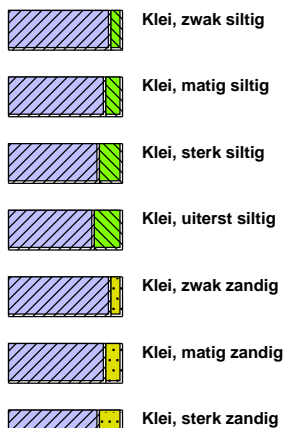 Klei, zwak siltig
Klei, matig siltig
Klei, sterk siltig
Klei, uiterst siltig
Klei, zwak zandig
Klei, matig zandig
Klei, sterk zandig